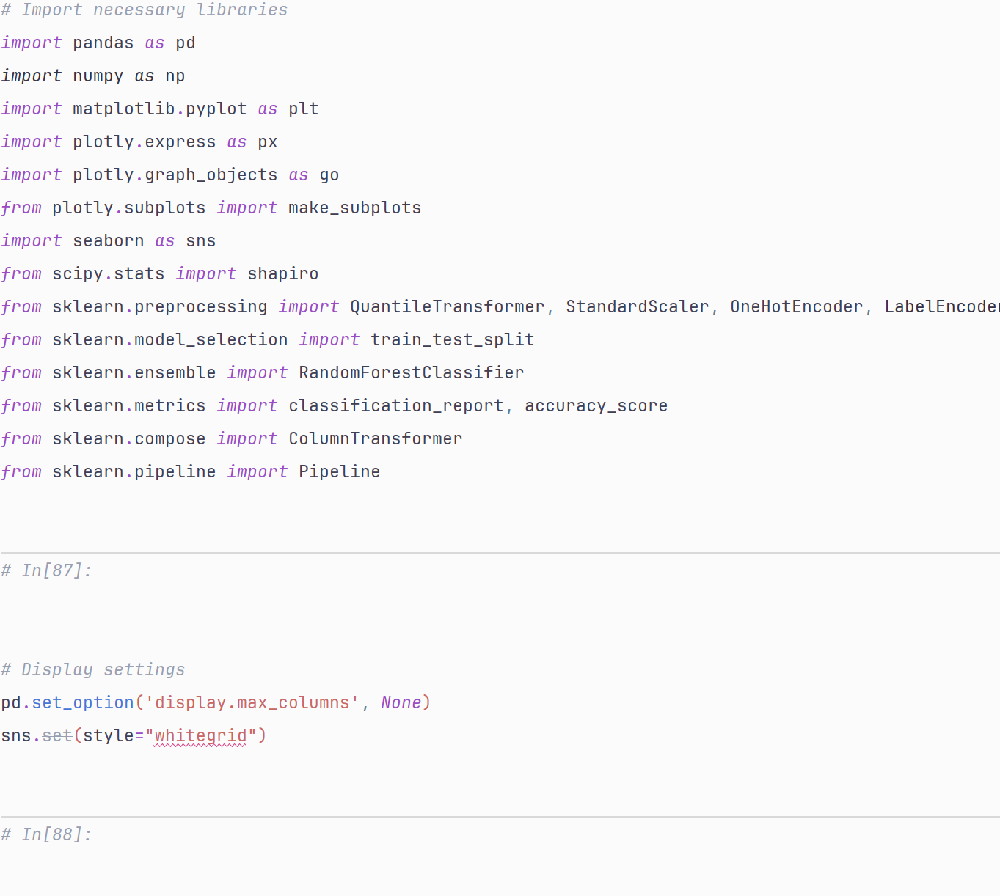 # Import necessary libraries
import pandas as pd
import numpy as np
import matplotlib.pyplot as plt
import plotly.express as px
import plotly.graph_objects as go
from plotly.subplots import make_subplots
import seaborn as sns
from scipy.stats import shapiro
from sklearn.preprocessing import QuantileTransformer, StandardScaler, OneHotEncoder, LabelEncoder
from sklearn.model_selection import train_test_split
from sklearn.ensemble import RandomForestClassifier
from sklearn.metrics import classification_report, accuracy_score
from sklearn.compose import ColumnTransformer
from sklearn.pipeline import Pipeline
# In[87]:
# Display settings
pd.set_option('display.max_columns', None)
sns.set(style="whitegrid")
# In[88]: